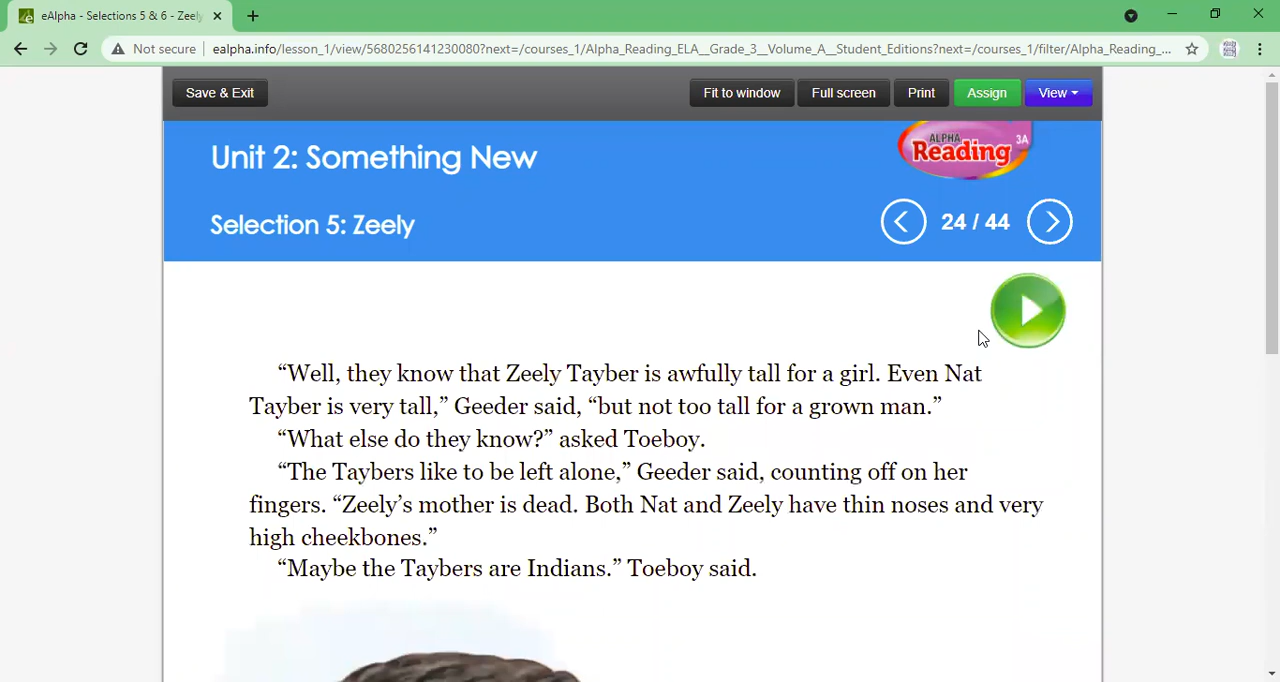 eAlpha - Selections 5 & 6 - Zeely
Not secure
ealpha.info/lesson_1/view/5680256141230080?next=/courses_1/Alpha_Reading_ELA__Grade_3__Volume_A__Student_Editions?next=/courses_1/filter/Alpha_Reading_...
Save & Exit
Fit to window
Full screen
Print
Assign
View
Unit 2: Something New
ALPHA
Reading
3A
Selection 5: Zeely
24 / 44
“Well, they know that Zeely Tayber is awfully tall for a girl. Even Nat
Tayber is very tall,” Geeder said, “but not too tall for a grown man.”
“What else do they know?” asked Toeboy.
“The Taybers like to be left alone,” Geeder said, counting off on her
fingers. “Zeely’s mother is dead. Both Nat and Zeely have thin noses and very
high cheekbones.”
“Maybe the Taybers are Indians.” Toeboy said.